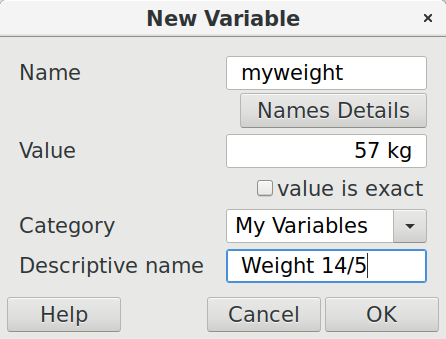 New Variable
Name myweight
Names Details
Value 57 kg
value is exact
Category My Variables
Descriptive name Weight 14/5
Help Cancel OK